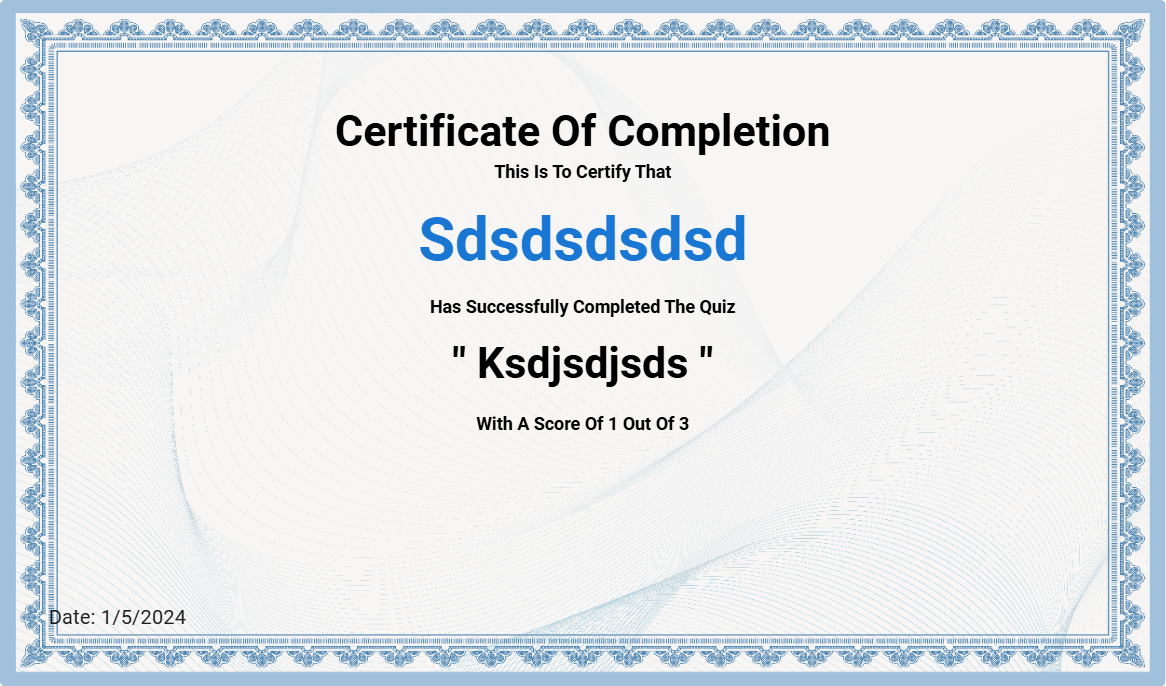 Certificate Of Completion
This Is To Certify That
Sdsdsdsdsd
Has Successfully Completed The Quiz
" Ksdjsdjsds "
With A Score Of 1 Out Of 3
Date: 1/5/2024